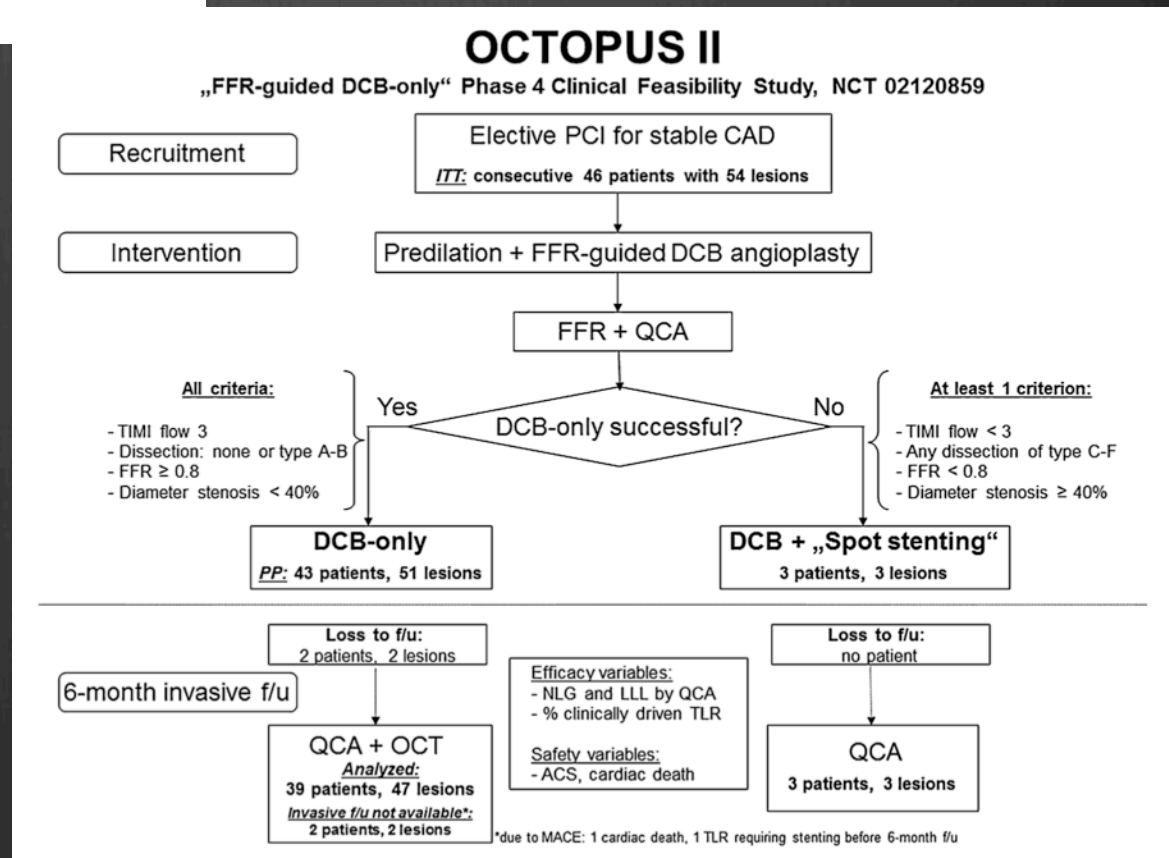 OCTOPUS II
„FFR-guided DCB-only“ Phase 4 Clinical Feasibility Study, NCT 02120859
Recruitment
Elective PCI for stable CAD
ITT: consecutive 46 patients with 54 lesions
Intervention
Predilation + FFR-guided DCB angioplasty
FFR + QCA
All criteria:
- TIMI flow 3
- Dissection: none or type A-B
- FFR ≥ 0.8
- Diameter stenosis < 40%
Yes
DCB-only successful?
No
At least 1 criterion:
- TIMI flow < 3
- Any dissection of type C-F
- FFR < 0.8
- Diameter stenosis ≥ 40%
DCB-only
PP: 43 patients, 51 lesions
DCB + „Spot stenting“
3 patients, 3 lesions
Loss to f/u:
2 patients, 2 lesions
Loss to f/u:
no patient
6-month invasive f/u
Efficacy variables:
- NLG and LLL by QCA
- % clinically driven TLR
Safety variables:
- ACS, cardiac death
QCA + OCT
Analyzed:
39 patients, 47 lesions
Invasive f/u not available*:
2 patients, 2 lesions
QCA
3 patients, 3 lesions
*due to MACE: 1 cardiac death, 1 TLR requiring stenting before 6-month f/u